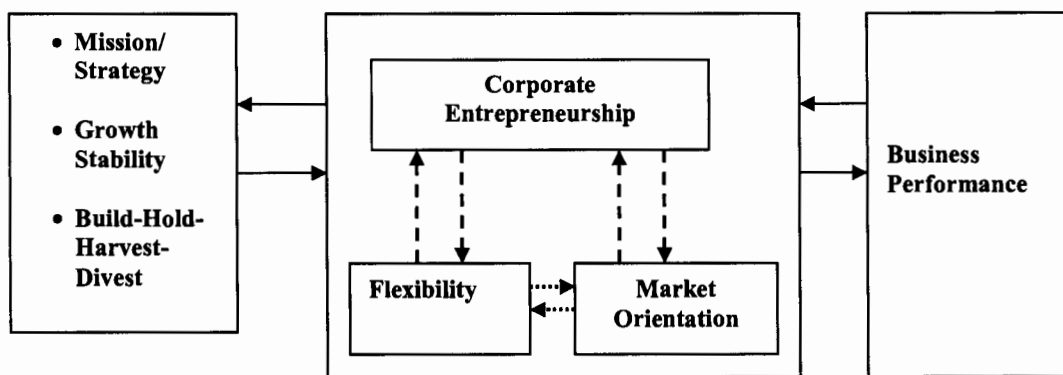 • Mission/
Strategy
• Growth
Stability
• Build-Hold-
Harvest-
Divest
Corporate
Entrepreneurship
Flexibility
Market
Orientation
Business
Performance